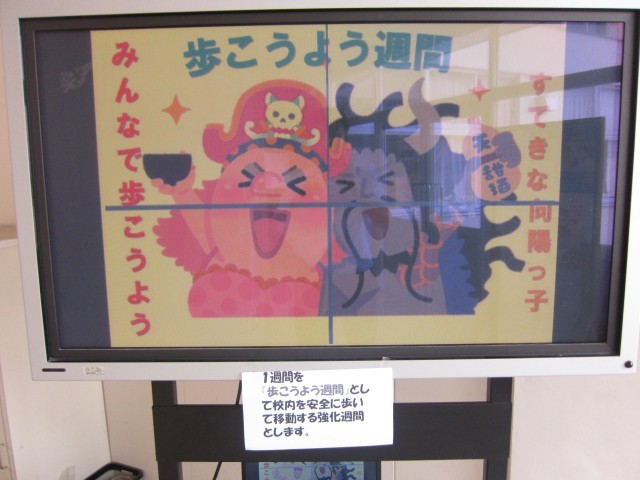 歩こうよう週間
みんなで歩こうよう
すてきな向陽っ子
1週間を
「歩こうよう週間」とし
て校内を安全に歩い
て移動する強化週間
とします。